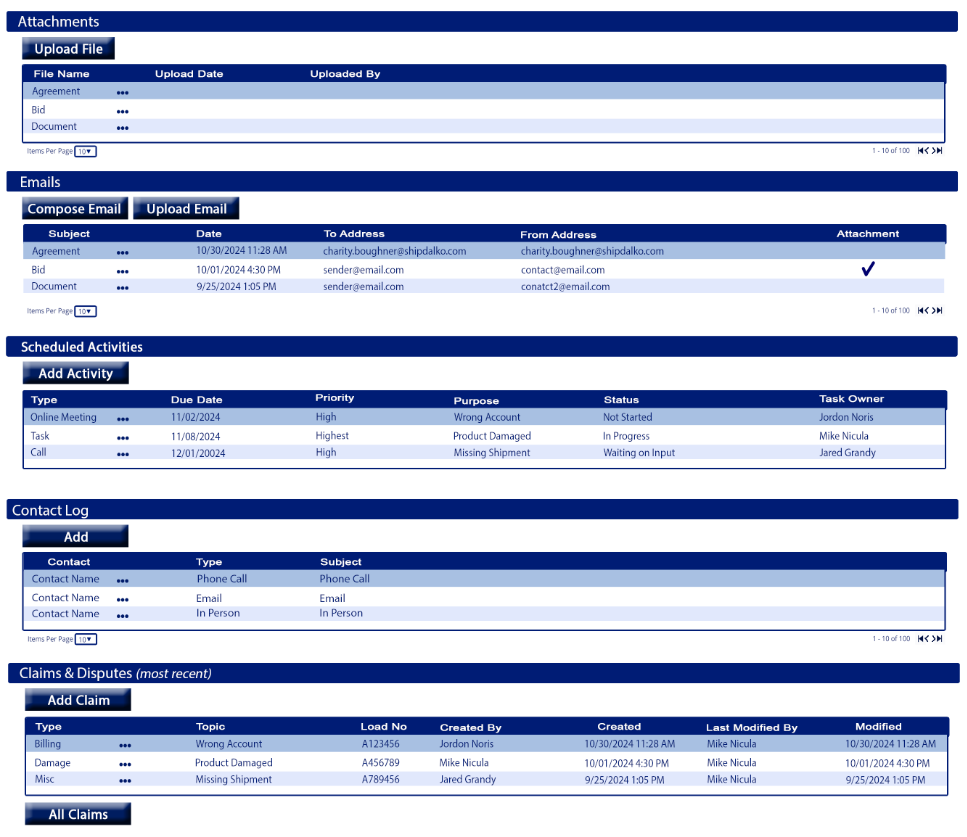 Attachments
Upload File
File Name Upload Date Uploaded By
Agreement •••
Bid •••
Document •••
Items Per Page 10▼ 1 - 10 of 100
Emails
Compose Email Upload Email
Subject Date To Address From Address Attachment
Agreement ••• 10/30/2024 11:28 AM charity.boughner@shipdalko.com charity.boughner@shipdalko.com
Bid ••• 10/01/2024 4:30 PM sender@email.com contact@email.com ✓
Document ••• 9/25/2024 1:05 PM sender@email.com conatct2@email.com
Items Per Page 10▼ 1 - 10 of 100
Scheduled Activities
Add Activity
Type Due Date Priority Purpose Status Task Owner
Online Meeting ••• 11/02/2024 High Wrong Account Not Started Jordon Noris
Task ••• 11/08/2024 Highest Product Damaged In Progress Mike Nicula
Call ••• 12/01/20024 High Missing Shipment Waiting on Input Jared Grandy
Contact Log
Add
Contact Type Subject
Contact Name ••• Phone Call Phone Call
Contact Name ••• Email Email
Contact Name ••• In Person In Person
Items Per Page 10▼ 1 - 10 of 100
Claims & Disputes (most recent)
Add Claim
Type Topic Load No Created By Created Last Modified By Modified
Billing ••• Wrong Account A123456 Jordon Noris 10/30/2024 11:28 AM Mike Nicula 10/30/2024 11:28 AM
Damage ••• Product Damaged A456789 Mike Nicula 10/01/2024 4:30 PM Mike Nicula 10/01/2024 4:30 PM
Misc ••• Missing Shipment A789456 Jared Grandy 9/25/2024 1:05 PM Mike Nicula 9/25/2024 1:05 PM
All Claims